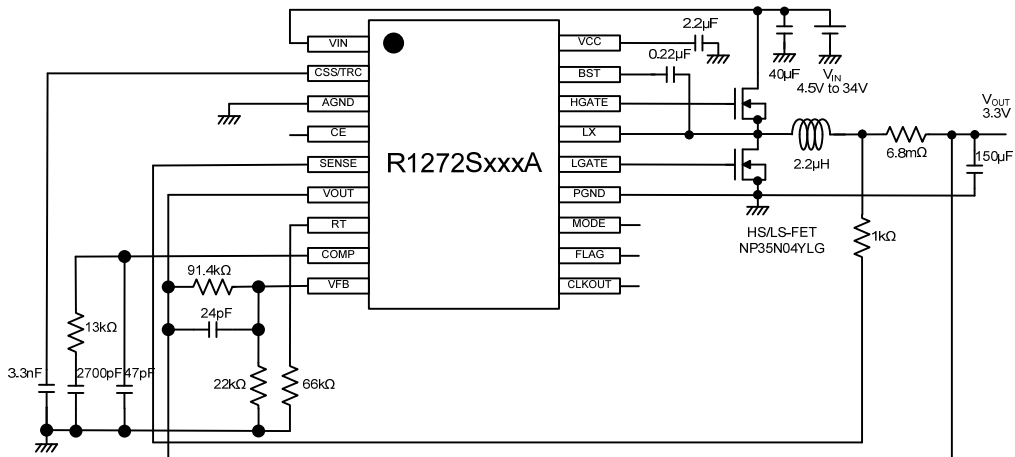 VIN
CSS/TRC
AGND
CE
SENSE
VOUT
RT
COMP
VFB
R1272SxxxA
VCC
BST
HGATE
LX
LGATE
PGND
MODE
FLAG
CLKOUT
2.2µF
0.22µF
40µF
VIN
4.5V to 34V
VOUT
3.3V
2.2µH
6.8mΩ
150µF
HS/LS-FET
NP35N04YLG
1kΩ
91.4kΩ
24pF
13kΩ
3.3nF
2700pF
47pF
22kΩ
66kΩ